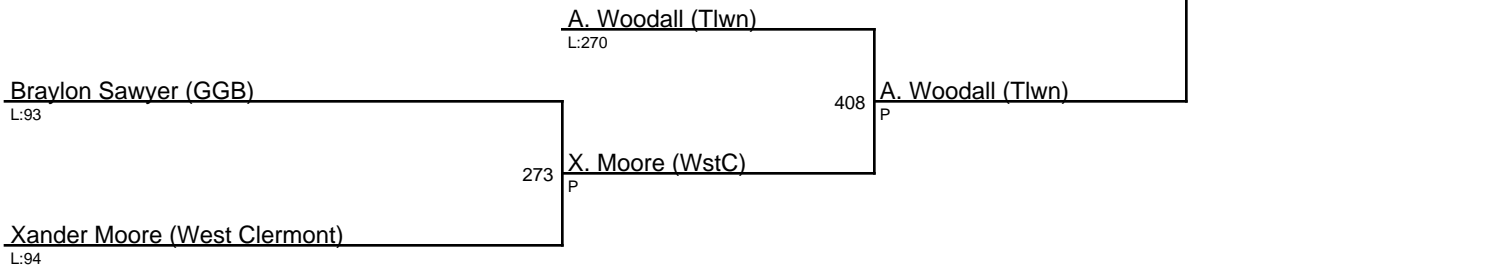 A. Woodall (Tlwn)
L:270
Braylon Sawyer (GGB)
L:93
408
A. Woodall (Tlwn)
P
273
X. Moore (WstC)
P
Xander Moore (West Clermont)
L:94